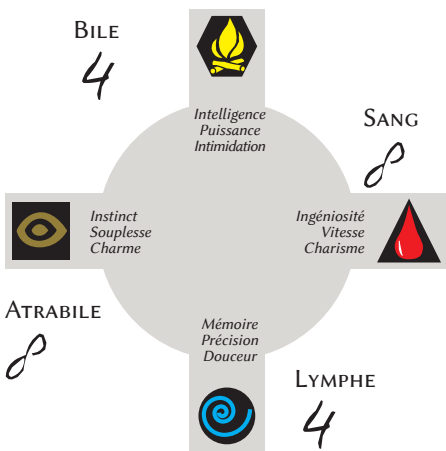 BILE
4
Intelligence
Puissance
Intimidation
SANG
8
Instinct
Souplesse
Charme
Ingéniosité
Vitesse
Charisme
ATRABILE
8
Mémoire
Précision
Douceur
LYMPHE
4